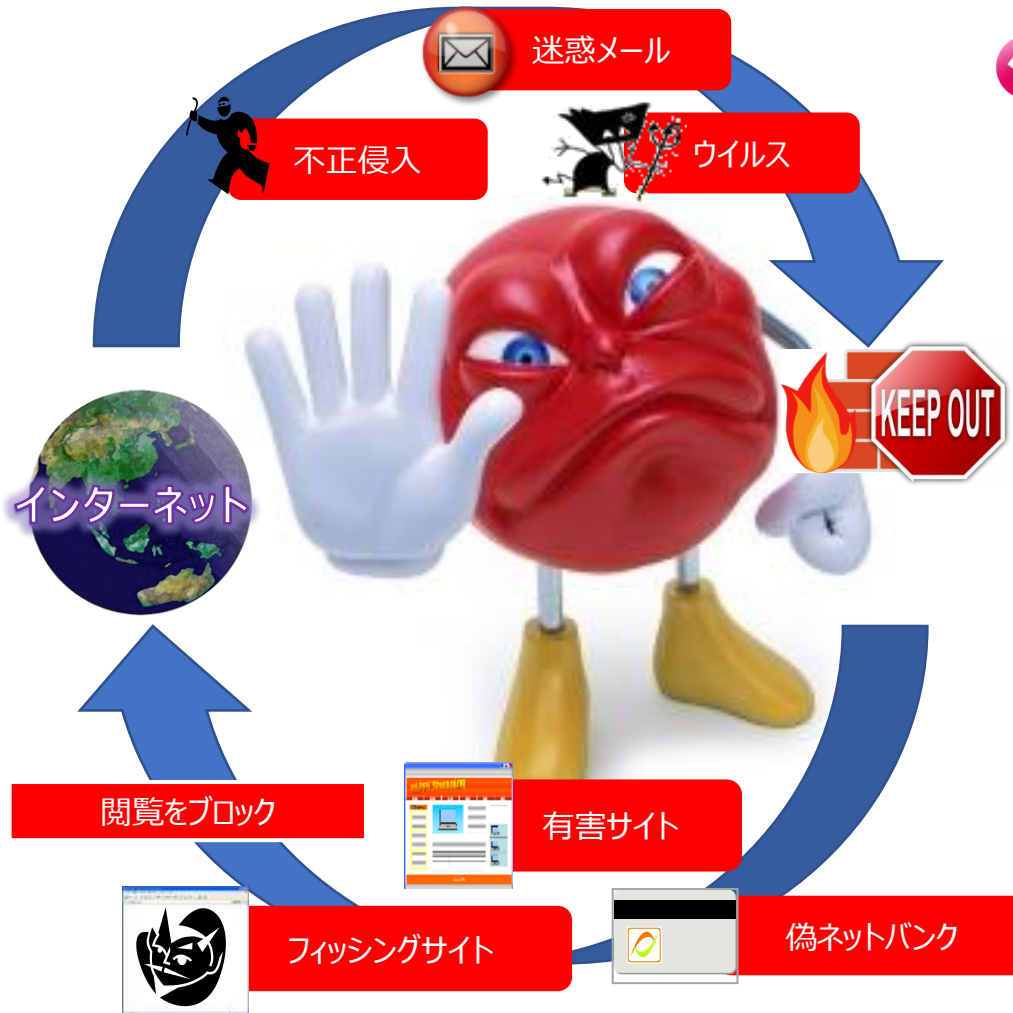 迷惑メール
不正侵入
ウイルス
KEEP OUT
インターネット
閲覧をブロック
有害サイト
フィッシングサイト
偽ネットバンク